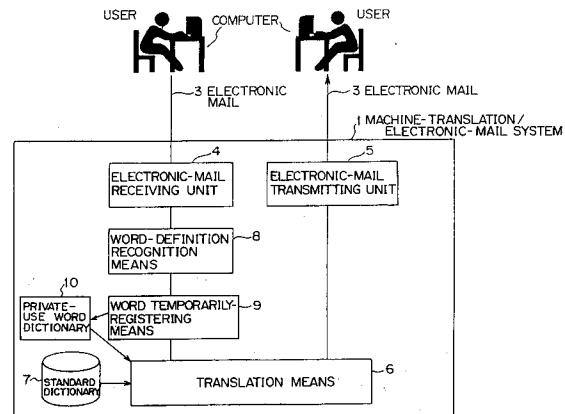 USER
COMPUTER
USER
3 ELECTRONIC
MAIL
3 ELECTRONIC MAIL
1 MACHINE-TRANSLATION/
ELECTRONIC-MAIL SYSTEM
4
5
ELECTRONIC-MAIL
RECEIVING UNIT
ELECTRONIC-MAIL
TRANSMITTING UNIT
8
WORD-DEFINITION
RECOGNITION
MEANS
10
9
PRIVATE-
USE WORD
DICTIONARY
WORD TEMPORARILY-
REGISTERING
MEANS
6
7
STANDARD
DICTIONARY
TRANSLATION MEANS